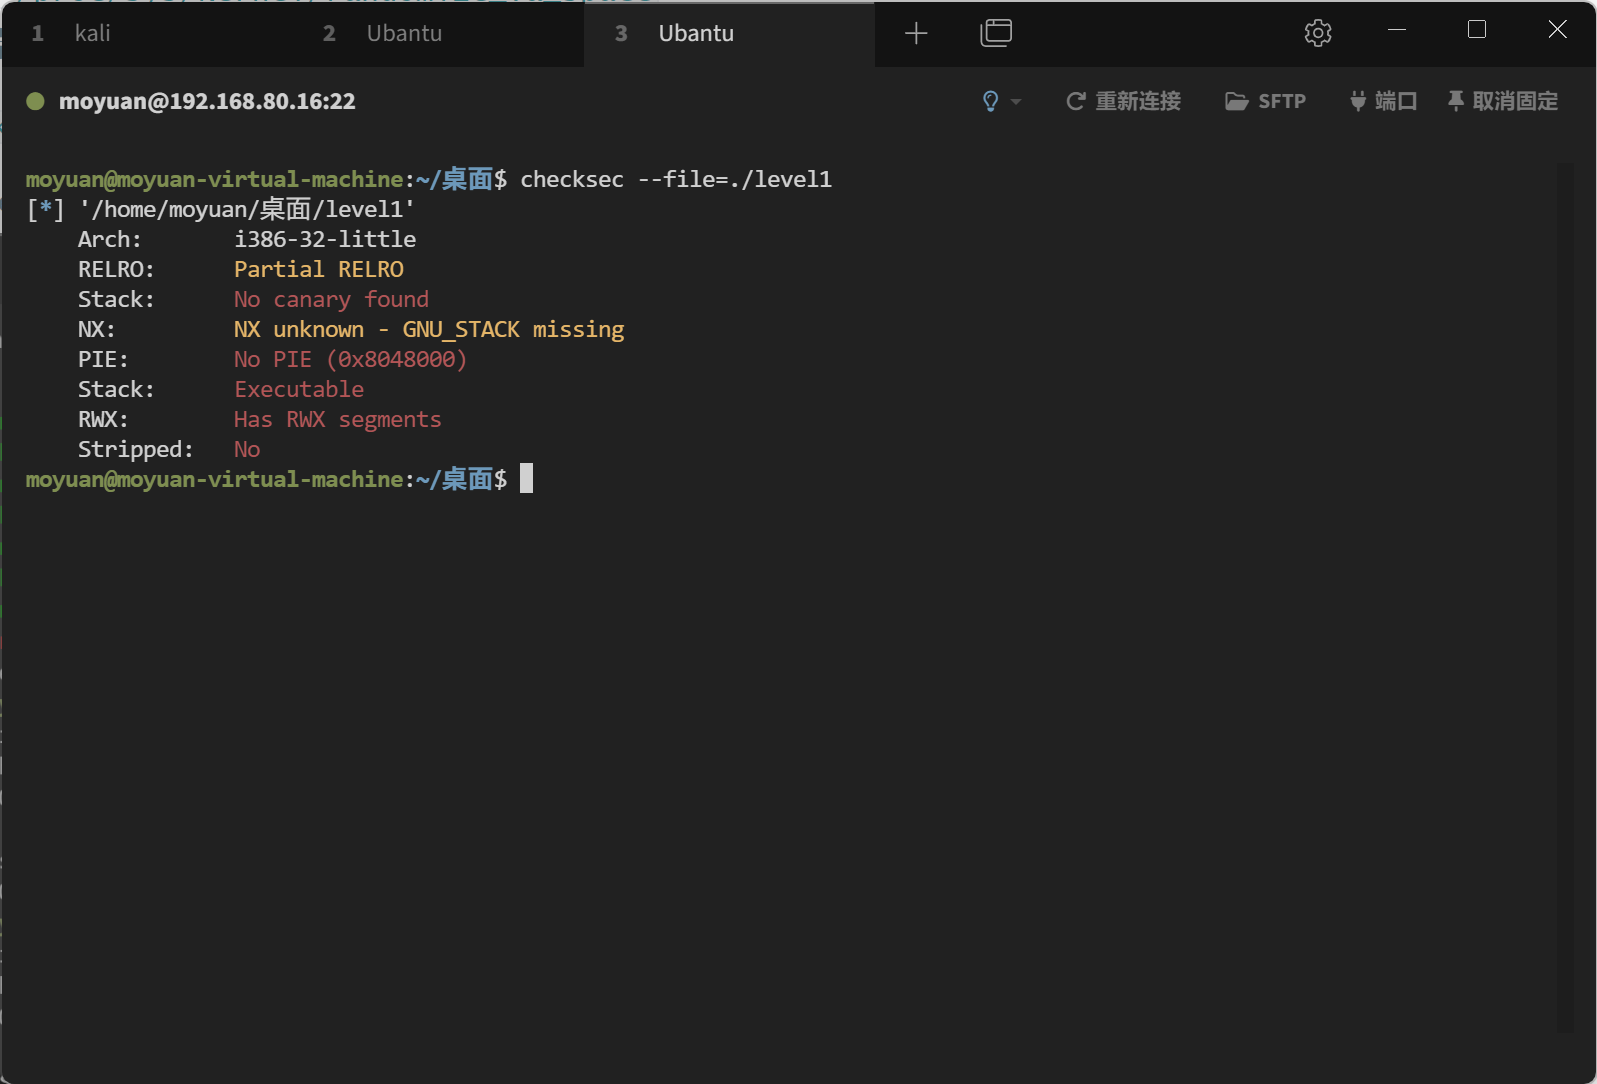 1 kali 2 Ubantu 3 Ubantu
moyuan@192.168.80.16:22 重新连接 SFTP 端口 取消固定
moyuan@moyuan-virtual-machine:~/桌面$ checksec --file=./level1
[*] '/home/moyuan/桌面/level1'
Arch: i386-32-little
RELRO: Partial RELRO
Stack: No canary found
NX: NX unknown - GNU_STACK missing
PIE: No PIE (0x8048000)
Stack: Executable
RWX: Has RWX segments
Stripped: No
moyuan@moyuan-virtual-machine:~/桌面$